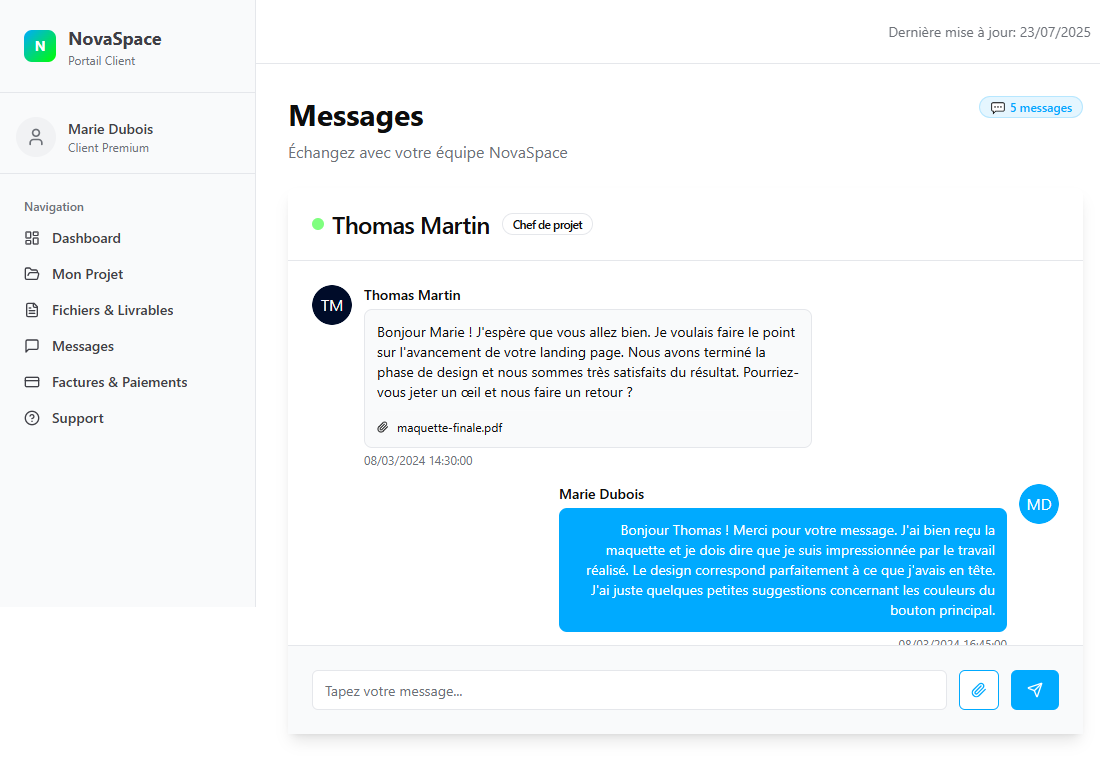 N
NovaSpace
Portail Client
Dernière mise à jour: 23/07/2025
Marie Dubois
Client Premium
Navigation
Dashboard
Mon Projet
Fichiers & Livrables
Messages
Factures & Paiements
Support
Messages
5 messages
Échangez avec votre équipe NovaSpace
Thomas Martin
Chef de projet
TM
Thomas Martin
Bonjour Marie ! J'espère que vous allez bien. Je voulais faire le point
sur l'avancement de votre landing page. Nous avons terminé la
phase de design et nous sommes très satisfaits du résultat. Pourriez-
vous jeter un œil et nous faire un retour ?
maquette-finale.pdf
08/03/2024 14:30:00
Marie Dubois
MD
Bonjour Thomas ! Merci pour votre message. J'ai bien reçu la
maquette et je dois dire que je suis impressionnée par le travail
réalisé. Le design correspond parfaitement à ce que j'avais en tête.
J'ai juste quelques petites suggestions concernant les couleurs du
bouton principal.
08/03/2024 16:45:00
Tapez votre message...